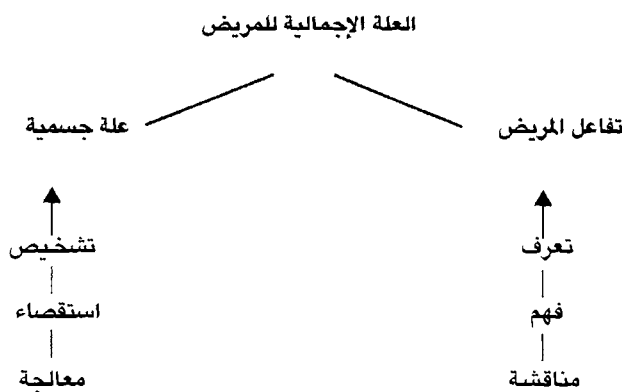 العلة الإجمالية للمريض
تفاعل المريض
علة جسمية
تعرف
تشخيص
فهم
استقصاء
مناقشة
معالجة